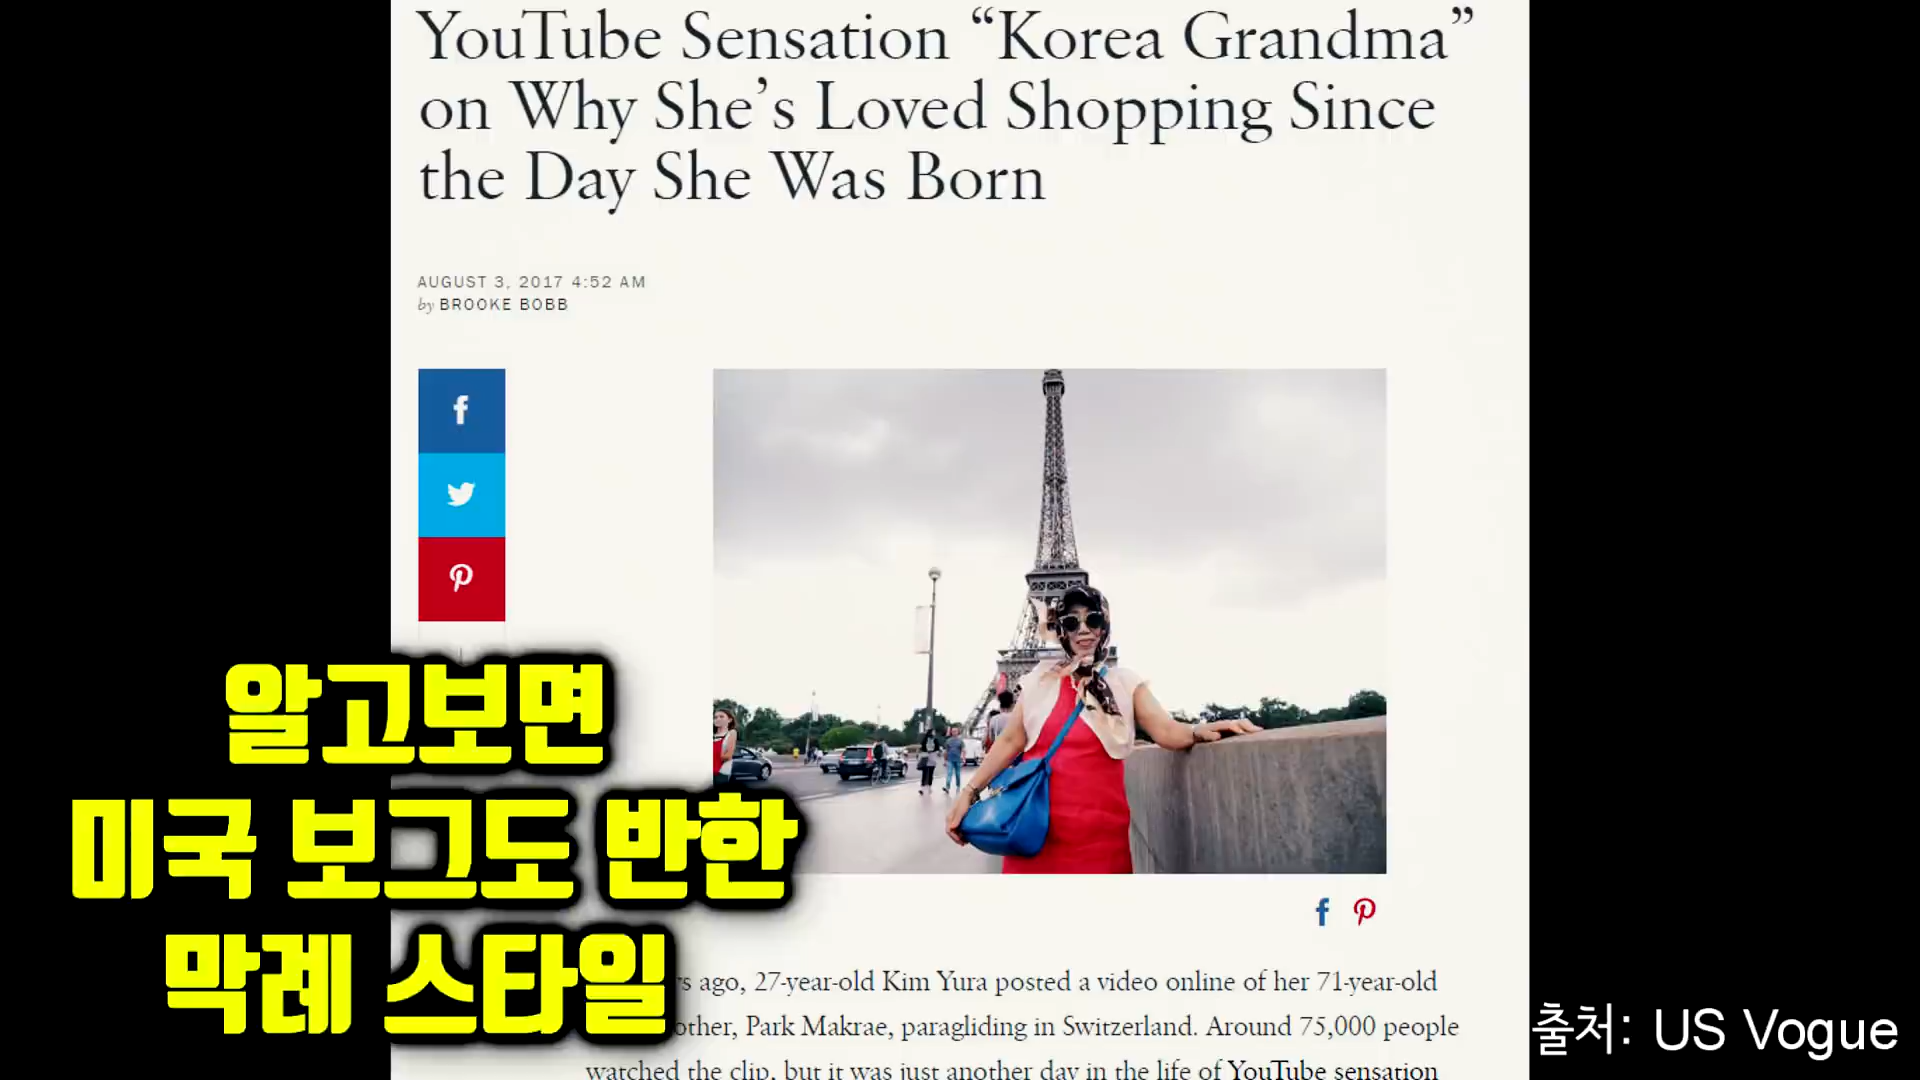 YouTube Sensation “Korea Grandma”
on Why She’s Loved Shopping Since
the Day She Was Born
AUGUST 3, 2017 4:52 AM
by BROOKE BOBB
알고보면
미국 보그도 반한
막례 스타일
ago, 27-year-old Kim Yura posted a video online of her 71-year-old
Park Makrae, paragliding in Switzerland. Around 75,000 people
watched the clip, but it was just another day in the life of YouTube sensation
출처: US Vogue